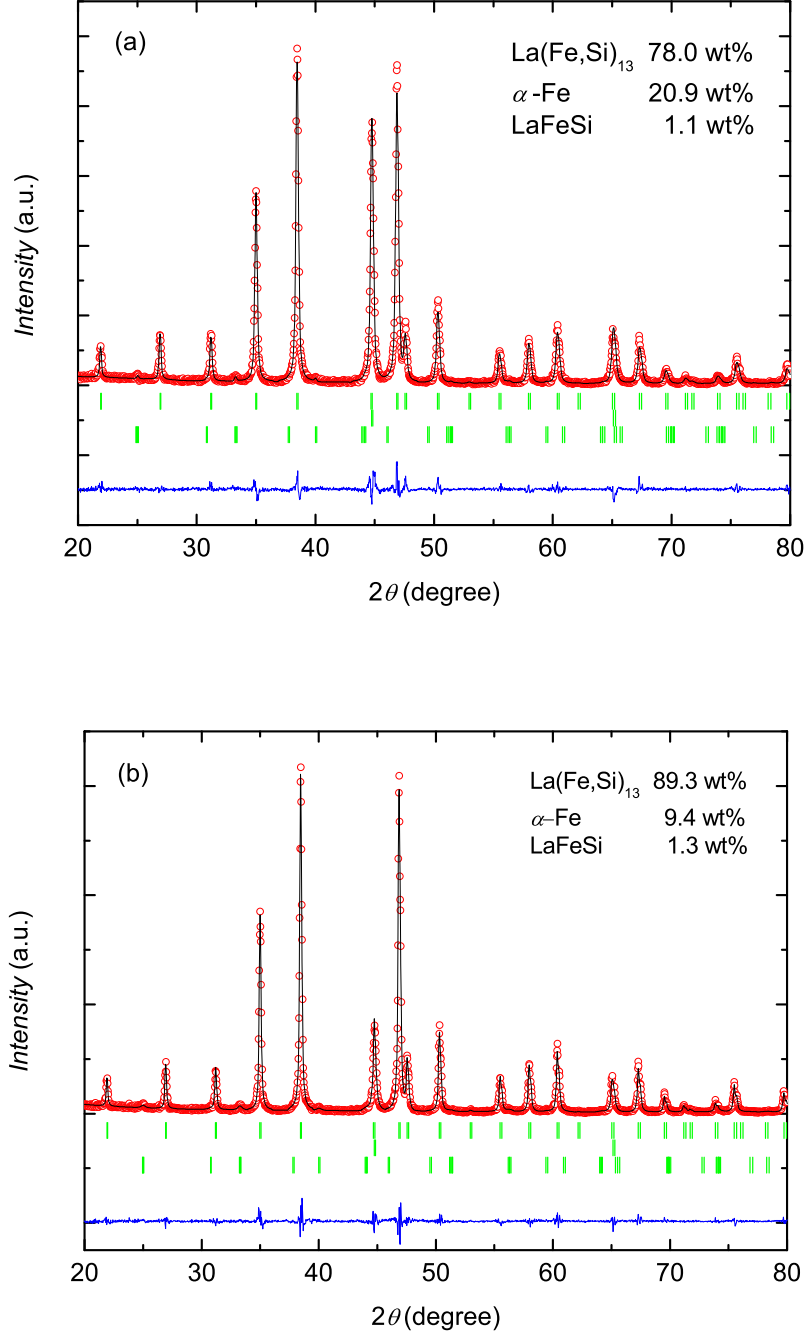 (a)
La(Fe,Si)13 78.0 wt%
α-Fe 20.9 wt%
LaFeSi 1.1 wt%
Intensity (a.u.)
20 30 40 50 60 70 80
2θ (degree)
(b)
La(Fe,Si)13 89.3 wt%
α–Fe 9.4 wt%
LaFeSi 1.3 wt%
Intensity (a.u.)
20 30 40 50 60 70 80
2θ (degree)